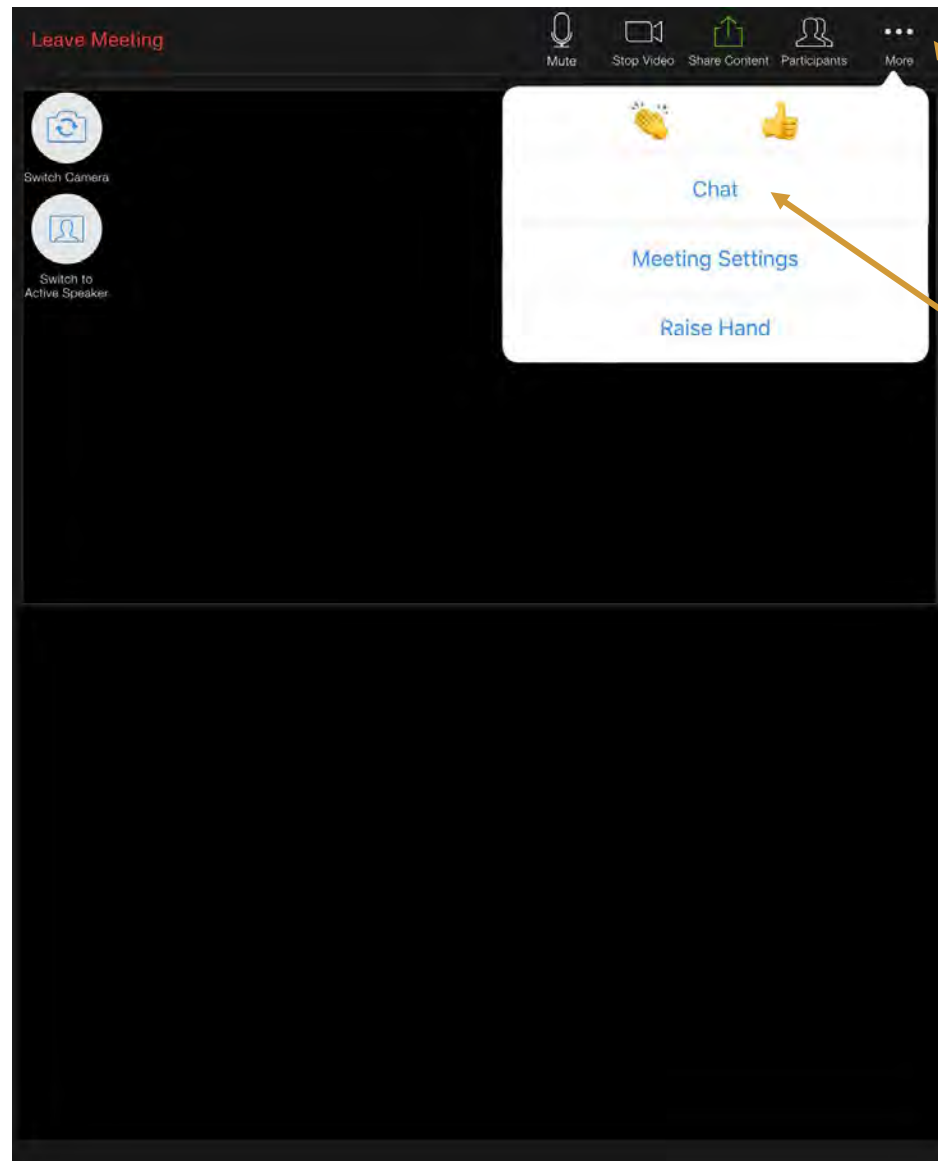 Leave Meeting
Mute
Stop Video
Share Content
Participants
More
Switch Camera
Chat
Switch to
Active Speaker
Meeting Settings
Raise Hand